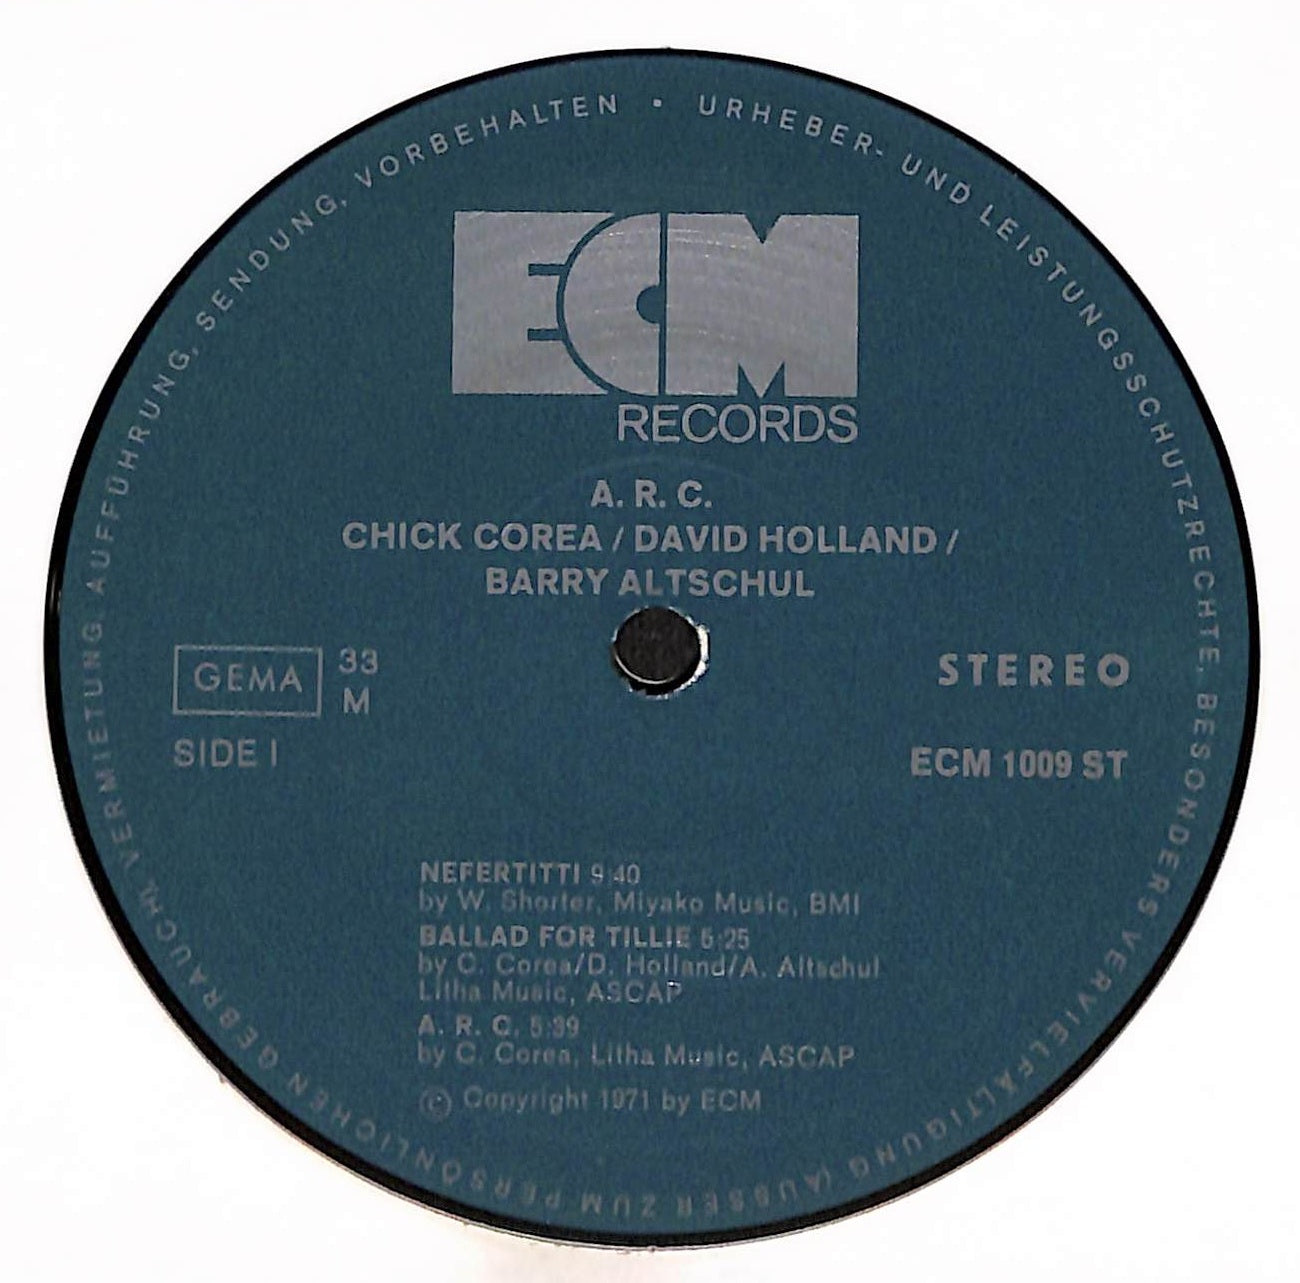 URHEBER- UND LEISTUNGSSCHUTZRECHTE, BESONDERS VERVIELFÄLTIGUNG (AUSSER ZUM PERSÖNLICHEN GEBRAUCH), VERMIETUNG, AUFFÜHRUNG, SENDUNG, VORBEHALTEN •
ECM
RECORDS
A. R. C.
CHICK COREA / DAVID HOLLAND /
BARRY ALTSCHUL
GEMA
33
M
STEREO
SIDE I
ECM 1009 ST
NEFERTITTI 9:40
by W. Shorter, Miyako Music, BMI
BALLAD FOR TILLIE 5:25
by C. Corea/D. Holland/A. Altschul
Litha Music, ASCAP
A. R. C. 5:39
by C. Corea, Litha Music, ASCAP
© Copyright 1971 by ECM